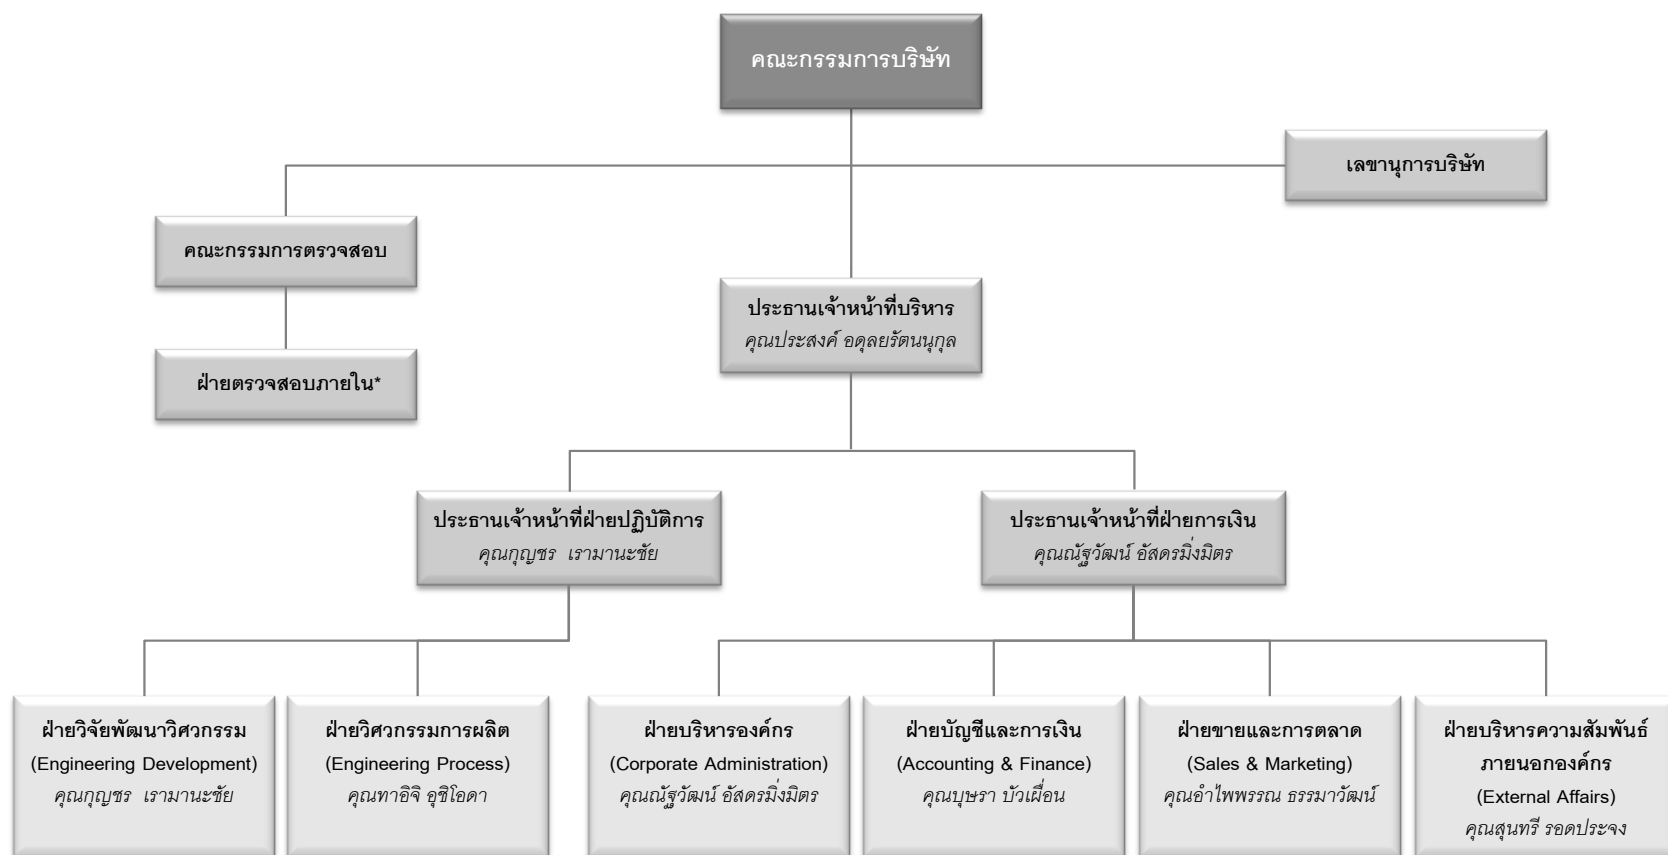 คณะกรรมการบริษัท
เลขานุการบริษัท
คณะกรรมการตรวจสอบ
ประธานเจ้าหน้าที่บริหาร
คุณประสงค์ อดุลยรัตนนุกุล
ฝ่ายตรวจสอบภายใน*
ประธานเจ้าหน้าที่ฝ่ายปฏิบัติการ
คุณกุญชร เรามานะชัย
ประธานเจ้าหน้าที่ฝ่ายการเงิน
คุณณัฐวัฒน์ อัสดรมิ่งมิตร
ฝ่ายวิจัยพัฒนาวิศวกรรม
(Engineering Development)
คุณกุญชร เรามานะชัย
ฝ่ายวิศวกรรมการผลิต
(Engineering Process)
คุณทาอิจิ อุชิโอดา
ฝ่ายบริหารองค์กร
(Corporate Administration)
คุณณัฐวัฒน์ อัสดรมิ่งมิตร
ฝ่ายบัญชีและการเงิน
(Accounting & Finance)
คุณบุษรา บัวเผื่อน
ฝ่ายขายและการตลาด
(Sales & Marketing)
คุณอำไพพรรณ ธรรมาวัฒน์
ฝ่ายบริหารความสัมพันธ์
ภายนอกองค์กร
(External Affairs)
คุณสุนทรี รอดประจง